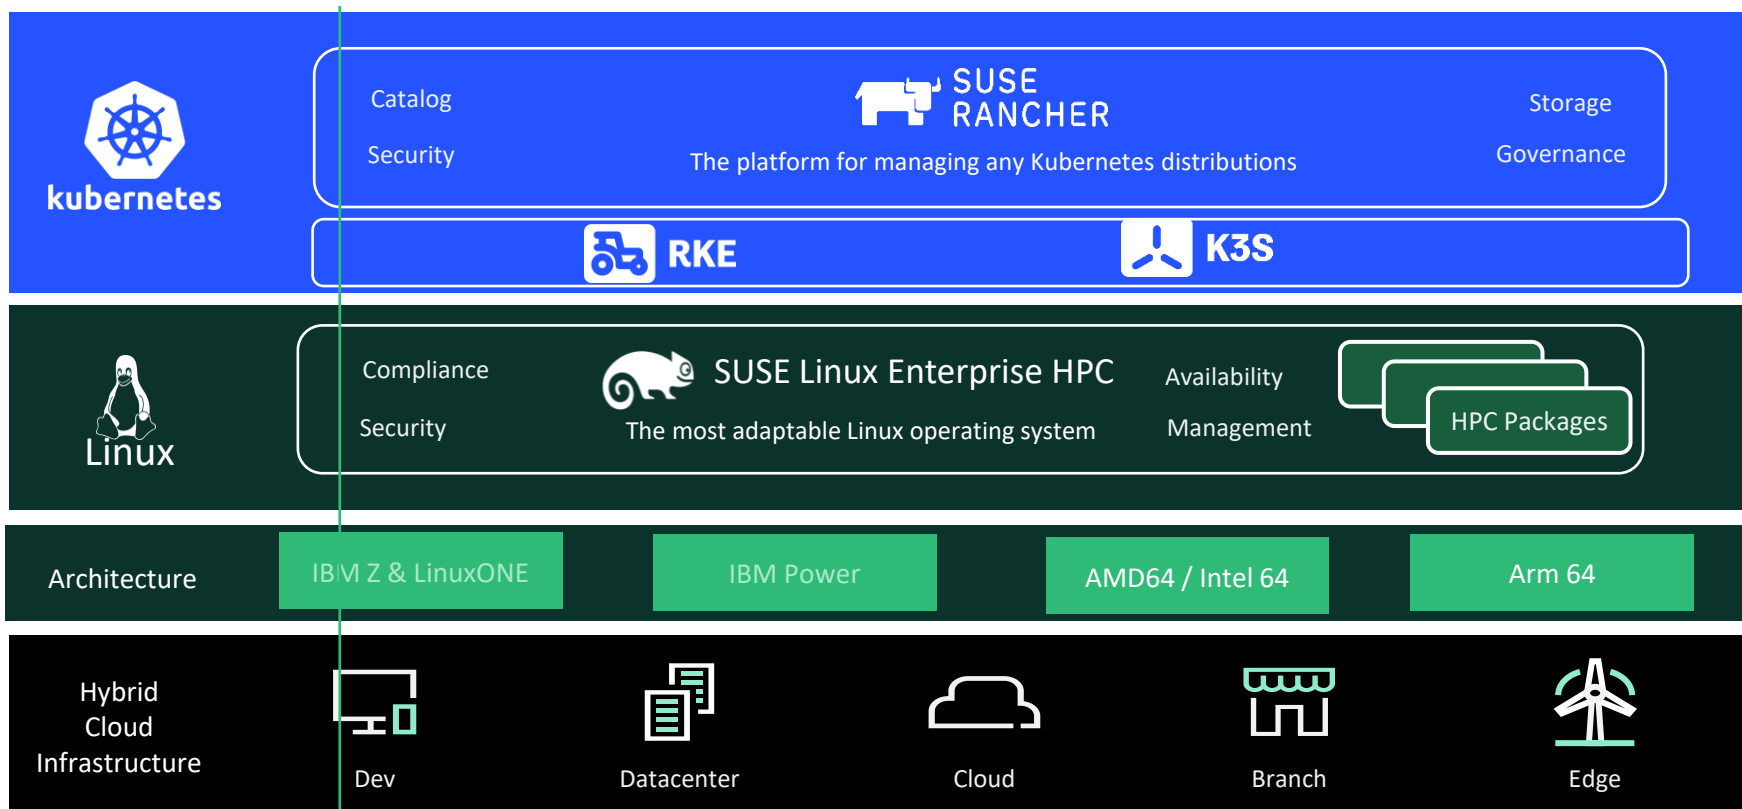 kubernetes
Catalog
Security
SUSE
RANCHER
The platform for managing any Kubernetes distributions
Storage
Governance
RKE
K3S
Linux
Compliance
Security
SUSE Linux Enterprise HPC
The most adaptable Linux operating system
Availability
Management
HPC Packages
Architecture
IBM Z & LinuxONE
IBM Power
AMD64 / Intel 64
Arm 64
Hybrid
Cloud
Infrastructure
Dev
Datacenter
Cloud
Branch
Edge